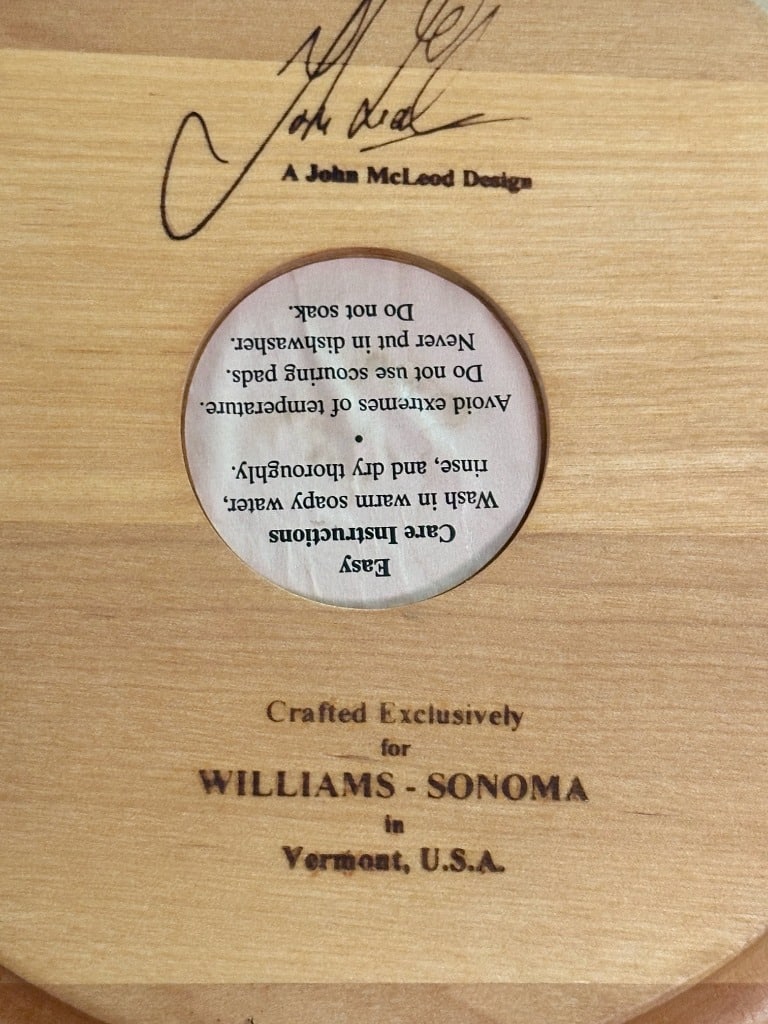 John McLeod
A John McLeod Design
Easy
Care Instructions
Wash in warm soapy water,
rinse, and dry thoroughly.
•
Avoid extremes of temperature.
Do not use scouring pads.
Never put in dishwasher.
Do not soak.
Crafted Exclusively
for
WILLIAMS - SONOMA
in
Vermont, U.S.A.